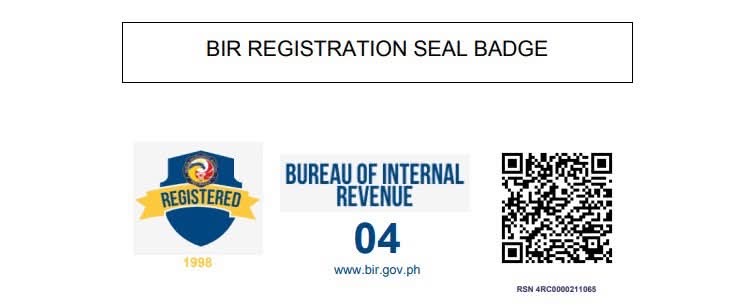 BIR REGISTRATION SEAL BADGE
REGISTERED
1998
BUREAU OF INTERNAL
REVENUE
04
www.bir.gov.ph
RSN 4RC0000211065